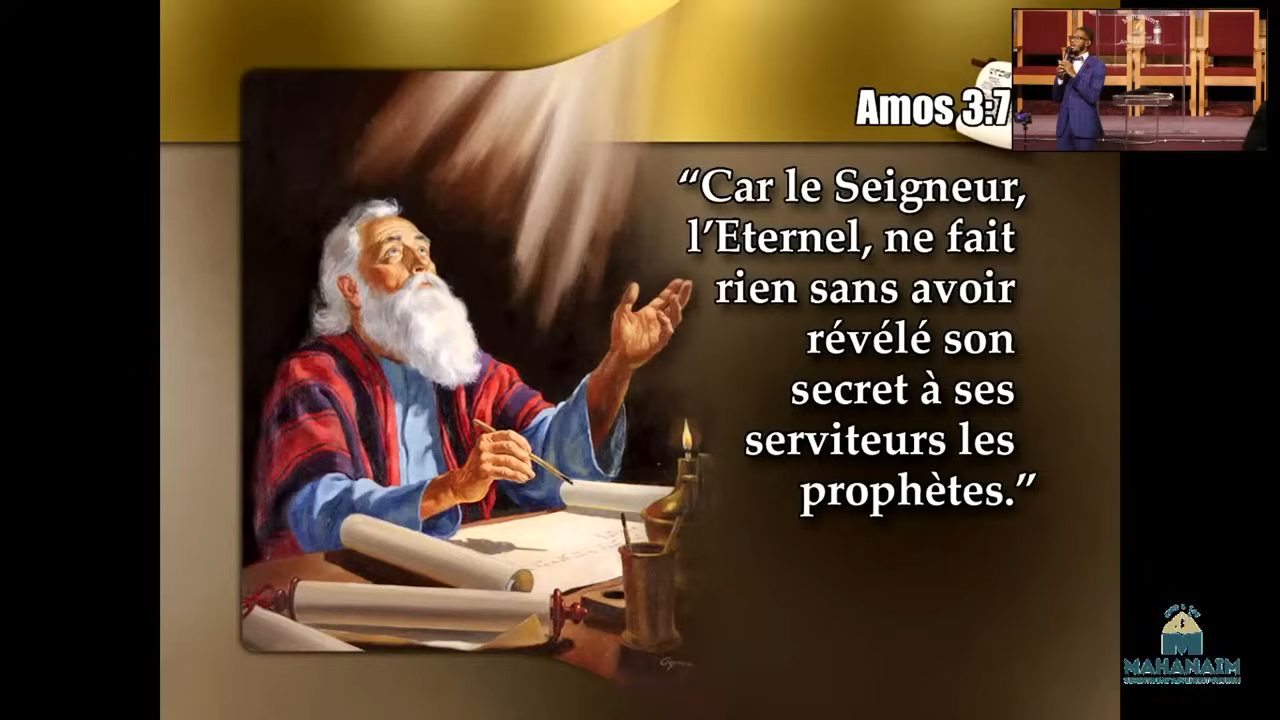 Amos 3:7
“Car le Seigneur,
l’Eternel, ne fait
rien sans avoir
révélé son
secret à ses
serviteurs les
prophètes.”
MAHANAIM